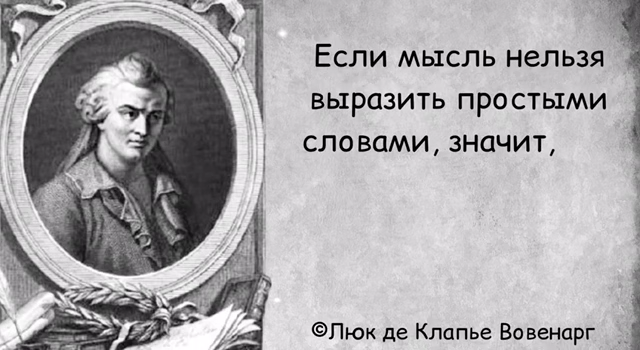 Если мысль нельзя
выразить простыми
словами, значит,
©Люк де Клапье Вовенарг